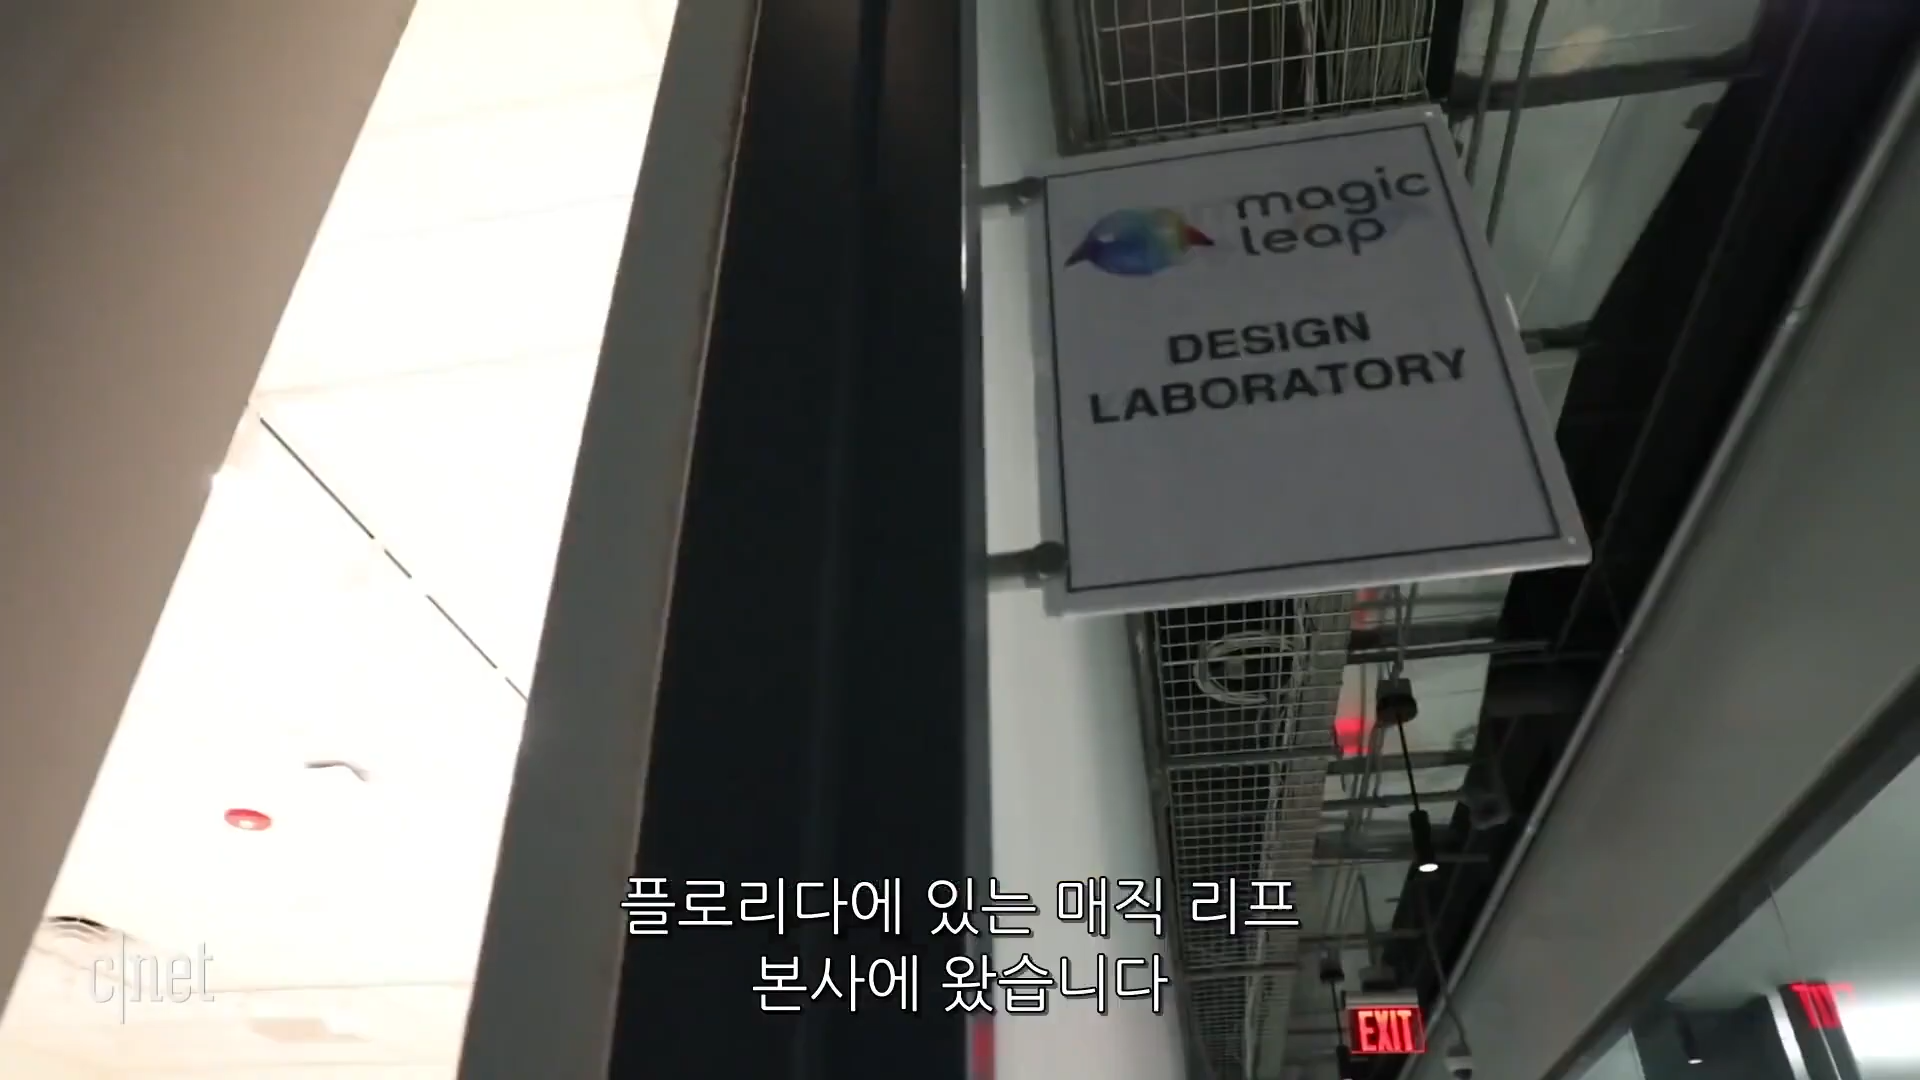 magic
leap
DESIGN
LABORATORY
플로리다에 있는 매직 리프
본사에 왔습니다
c|net
EXIT